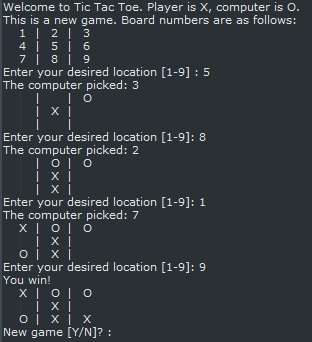 Welcome to Tic Tac Toe. Player is X, computer is O.
This is a new game. Board numbers are as follows:
1 | 2 | 3
4 | 5 | 6
7 | 8 | 9
Enter your desired location [1-9]: 5
The computer picked: 3
  |   | O
  | X |
  |   |
Enter your desired location [1-9]: 8
The computer picked: 2
  | O | O
  | X |
  | X |
Enter your desired location [1-9]: 1
The computer picked: 7
X | O | O
  | X |
O | X |
Enter your desired location [1-9]: 9
You win!
X | O | O
  | X |
O | X | X
New game [Y/N]? :